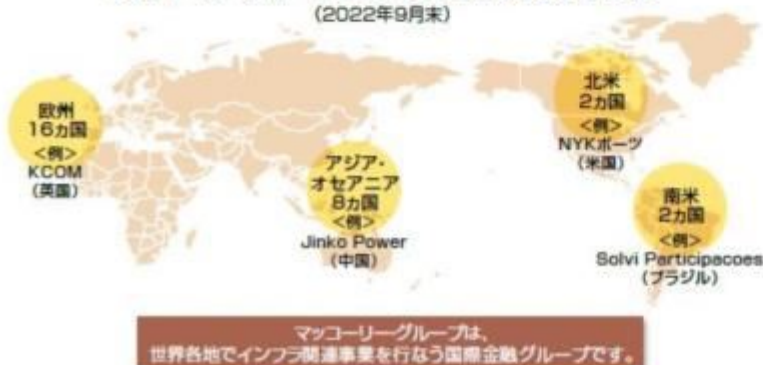 (2022年9月末)
欧州
16カ国
<例>
KCOM
(英国)
アジア・
オセアニア
8カ国
<例>
Jinko Power
(中国)
北米
2カ国
<例>
NYKポーツ
(米国)
南米
2カ国
<例>
Solvi Participacoes
(ブラジル)
マッコーリーグループは、
世界各地でインフラ関連事業を行なう国際金融グループです。